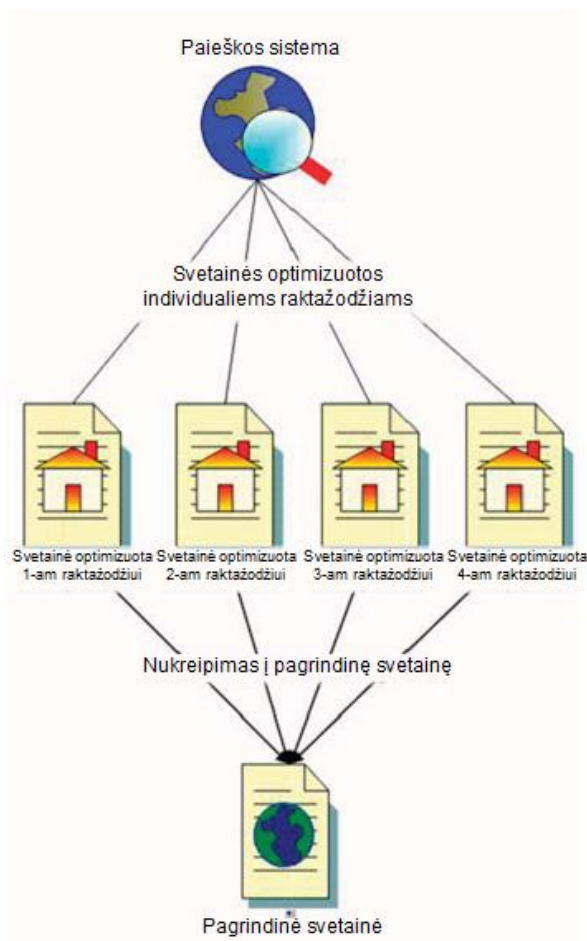 Paieškos sistema
Svetainės optimizuotos
individualiems raktažodžiams
Svetainė optimizuota
1-am raktažodžiui
Svetainė optimizuota
2-am raktažodžiui
Svetainė optimizuota
3-am raktažodžiui
Svetainė optimizuota
4-am raktažodžiui
Nukreipimas į pagrindinę svetainę
Pagrindinė svetainė